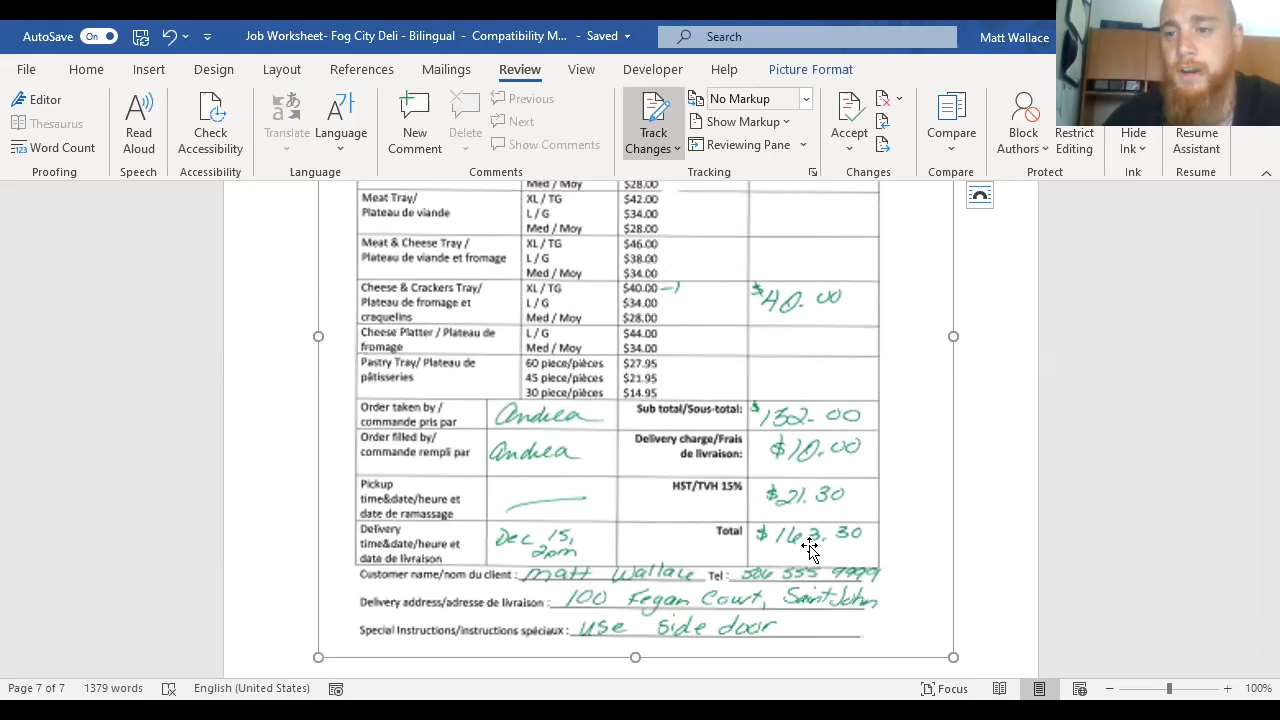 AutoSave On Job Worksheet- Fog City Deli - Bilingual - Compatibility M... - Saved Search Matt Wallace
File Home Insert Design Layout References Mailings Review View Developer Help Picture Format
Editor
Thesaurus
Word Count
Proofing
Read Aloud
Speech
Check Accessibility
Accessibility
Translate Language
Language
New Comment
Delete
Previous
Next
Show Comments
Comments
Track Changes
No Markup
Show Markup
Reviewing Pane
Tracking
Accept
Changes
Compare
Compare
Block Authors
Restrict Editing
Protect
Hide Ink
Ink
Resume Assistant
Resume
Med / Moy $28.00
Meat Tray/ XL / TG $42.00
Plateau de viande L / G $34.00
Med / Moy $28.00
Meat & Cheese Tray / XL / TG $46.00
Plateau de viande et fromage L / G $38.00
Med / Moy $34.00
Cheese & Crackers Tray/ XL / TG $40.00 —1 $40.00
Plateau de fromage et L / G $34.00
craquelins Med / Moy $28.00
Cheese Platter / Plateau de L / G $44.00
fromage Med / Moy $34.00
Pastry Tray/ Plateau de 60 piece/pièces $27.95
pâtisseries 45 piece/pièces $21.95
30 piece/pièces $14.95
Order taken by / Andrea Sub total/Sous-total: $132.00
commande pris par
Order filled by/ Andrea Delivery charge/Frais $10.00
commande rempli par de livraison:
Pickup HST/TVH 15% $21.30
time&date/heure et
date de ramassage
Delivery Dec 15, Total $163.30
time&date/heure et 2pm
date de livraison
Customer name/nom du client : Matt Wallace Tel : 506 555 9999
Delivery address/adresse de livraison : 100 Fegan Court, Saint John
Special Instructions/instructions spéciaux : use side door
Page 7 of 7 1379 words English (United States) Focus 100%